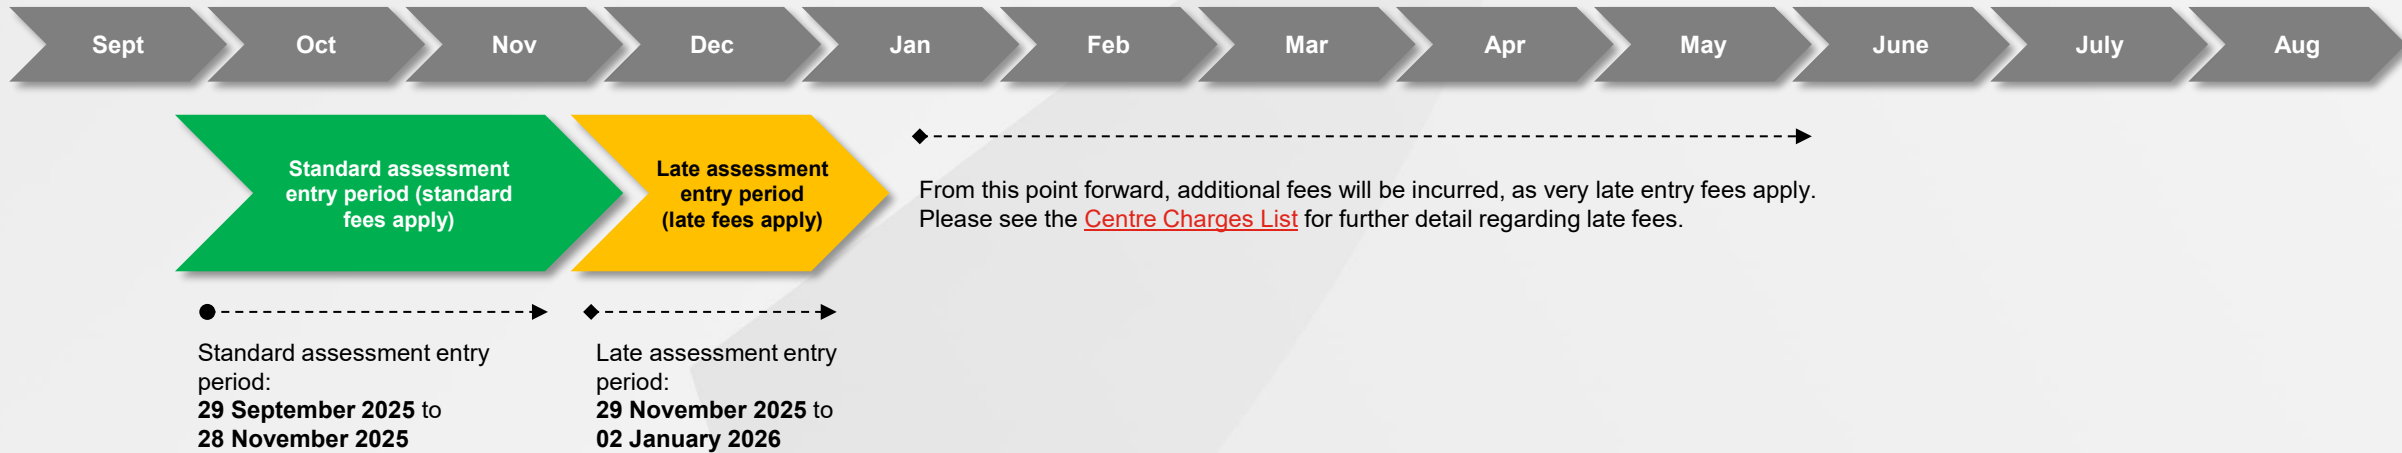 Sept
Oct
Nov
Dec
Jan
Feb
Mar
Apr
May
June
July
Aug
Standard assessment
entry period (standard
fees apply)
Late assessment
entry period
(late fees apply)
From this point forward, additional fees will be incurred, as very late entry fees apply.
Please see the Centre Charges List for further detail regarding late fees.
Standard assessment entry
period:
29 September 2025 to
28 November 2025
Late assessment entry
period:
29 November 2025 to
02 January 2026